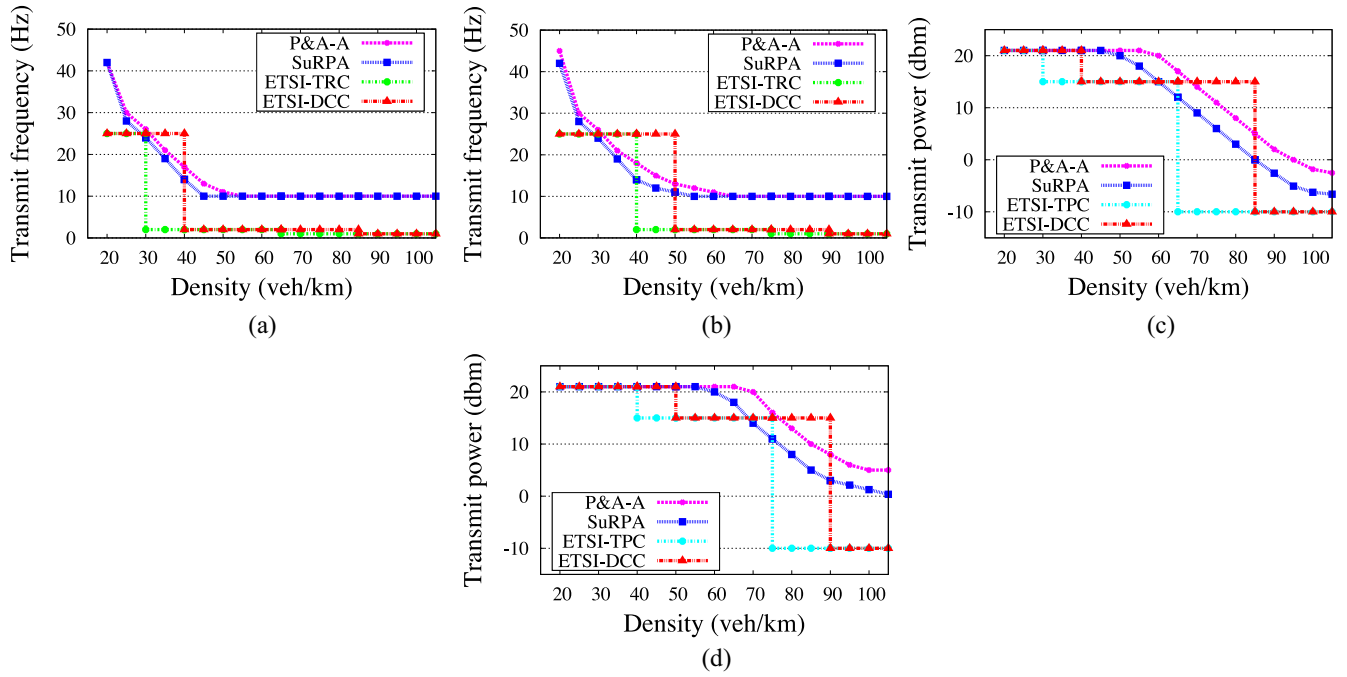 Transmit frequency (Hz)
50
40
30
20
10
0
P&A-A
SuRPA
ETSI-TRC
ETSI-DCC
20 30 40 50 60 70 80 90 100
Density (veh/km)
(a)
Transmit frequency (Hz)
50
40
30
20
10
0
P&A-A
SuRPA
ETSI-TRC
ETSI-DCC
20 30 40 50 60 70 80 90 100
Density (veh/km)
(b)
Transmit power (dbm)
20
10
0
-10
P&A-A
SuRPA
ETSI-TPC
ETSI-DCC
20 30 40 50 60 70 80 90 100
Density (veh/km)
(c)
Transmit power (dbm)
20
10
0
-10
P&A-A
SuRPA
ETSI-TPC
ETSI-DCC
20 30 40 50 60 70 80 90 100
Density (veh/km)
(d)